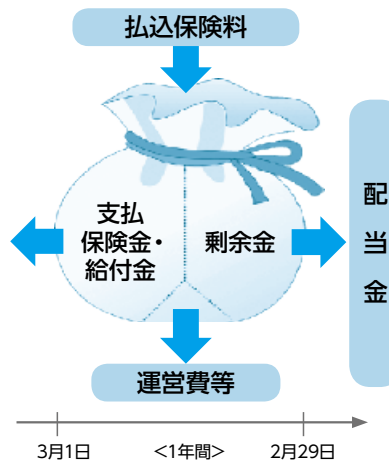 払込保険料
支払
保険金・
給付金
剰余金
配当金
運営費等
3月1日 <1年間> 2月29日